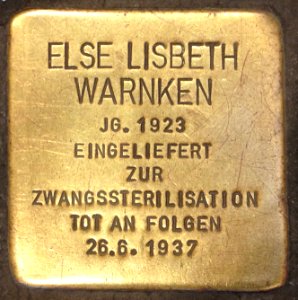 ELSE LISBETH
WARNKEN
JG. 1923
EINGELIEFERT
ZUR
ZWANGSSTERILISATION
TOT AN FOLGEN
26.6. 1937